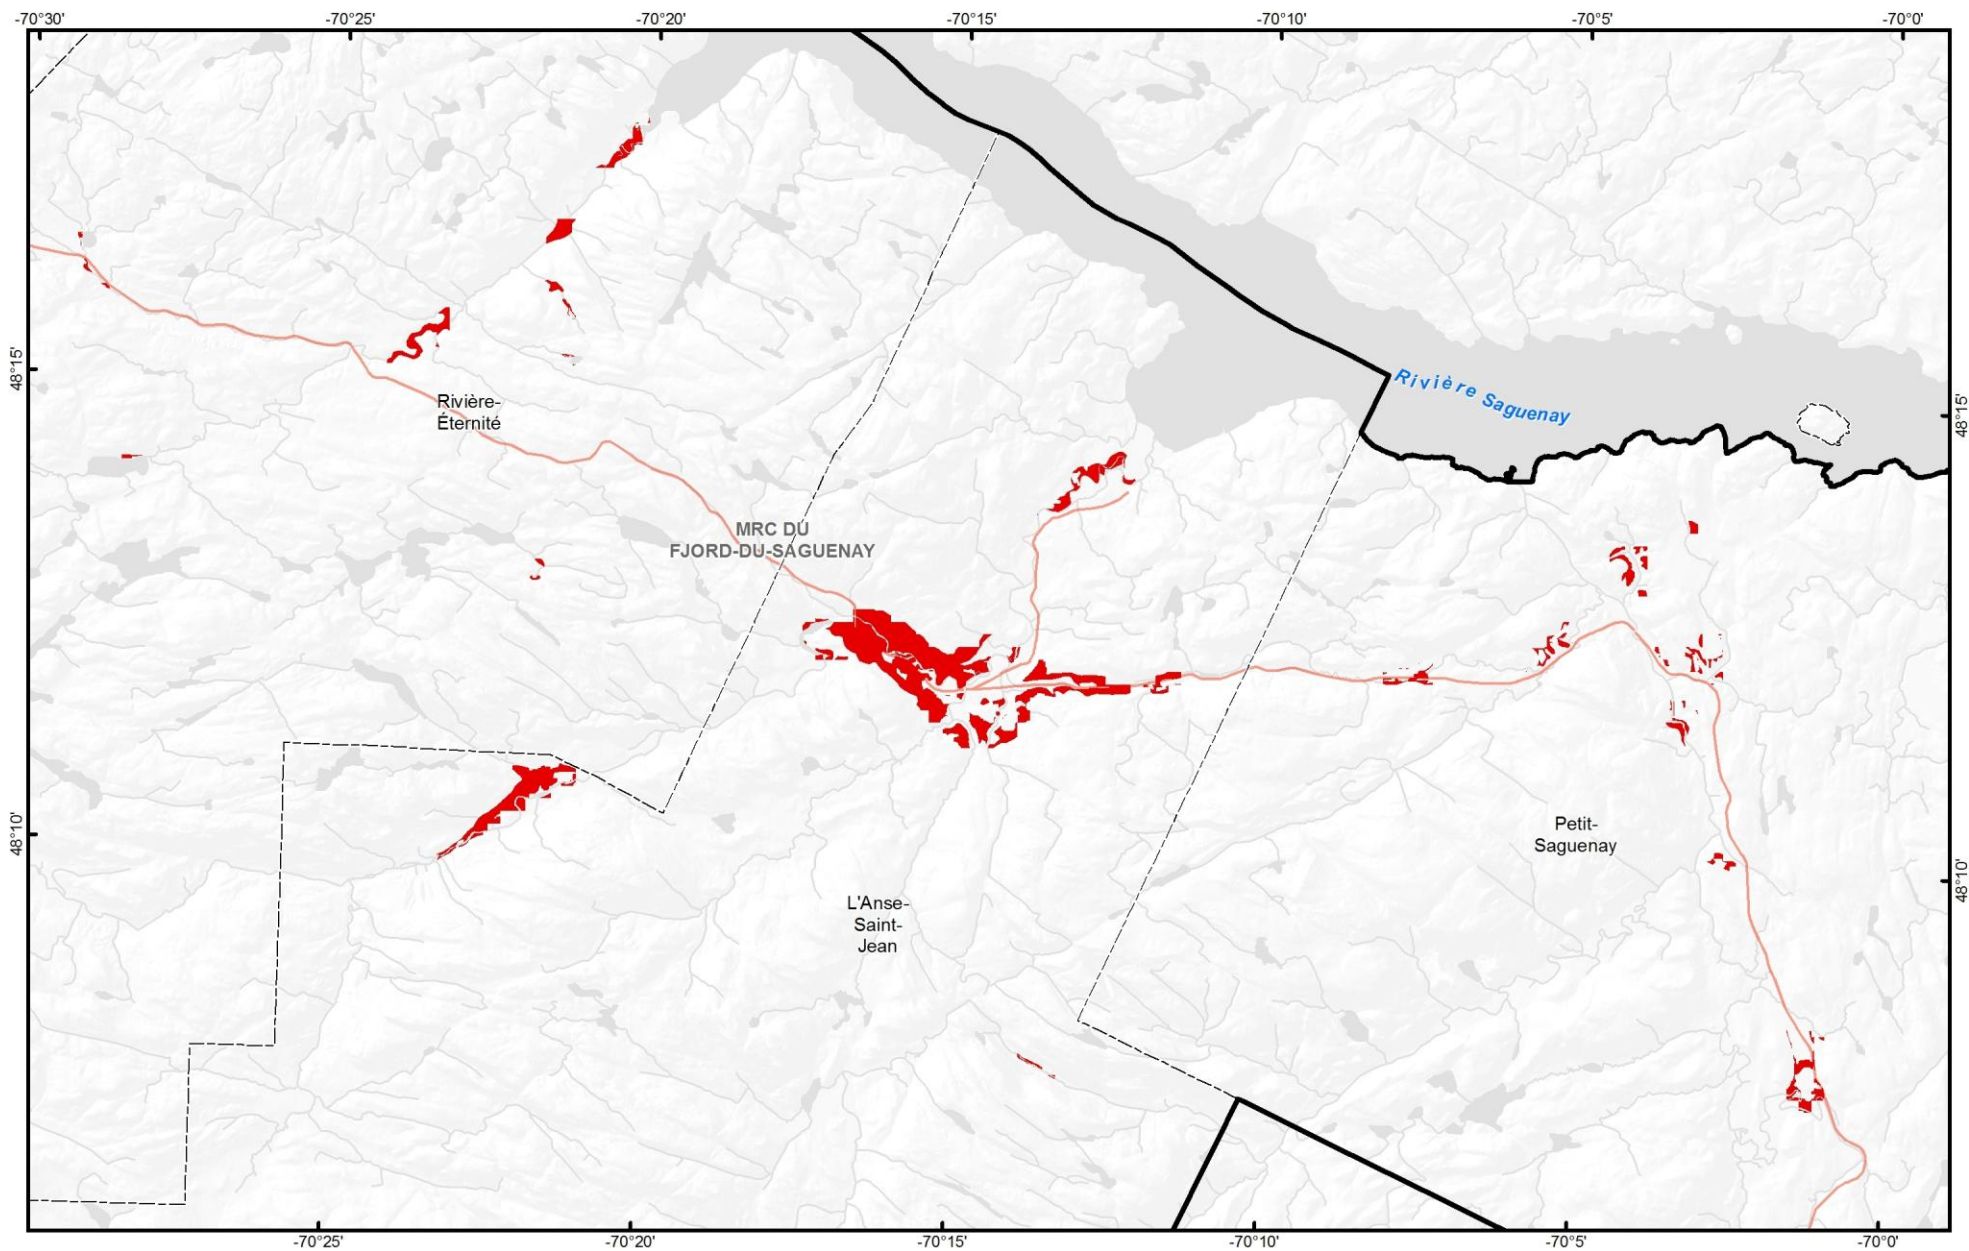 -70°30' -70°25' -70°20' -70°15' -70°10' -70°5' -70°0'
48°15'
48°15'
Rivière Saguenay
Rivière-
Éternité
MRC DU
FJORD-DU-SAGUENAY
48°10'
48°10'
Petit-
Saguenay
L'Anse-
Saint-
Jean
-70°25' -70°20' -70°15' -70°10' -70°5' -70°0'